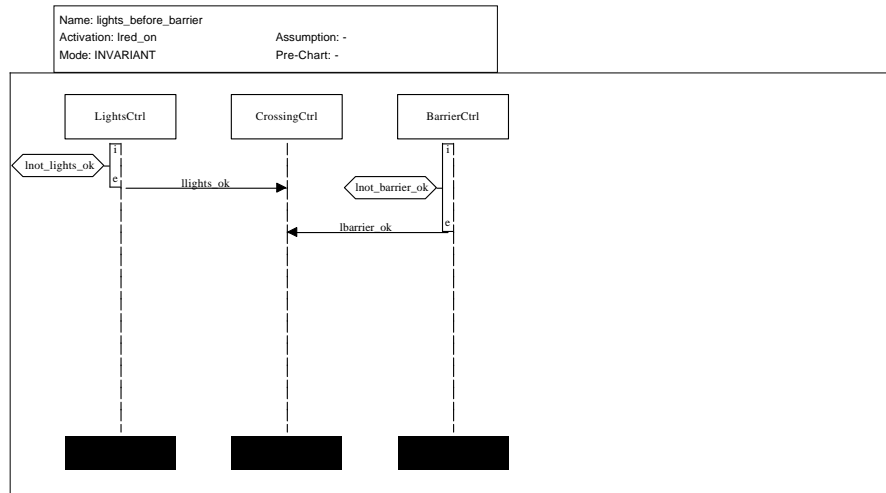 Name: lights_before_barrier
Activation: lred_on Assumption: -
Mode: INVARIANT Pre-Chart: -
LightsCtrl CrossingCtrl BarrierCtrl
i i
lnot_lights_ok
e llights_ok lnot_barrier_ok
lbarrier_ok e